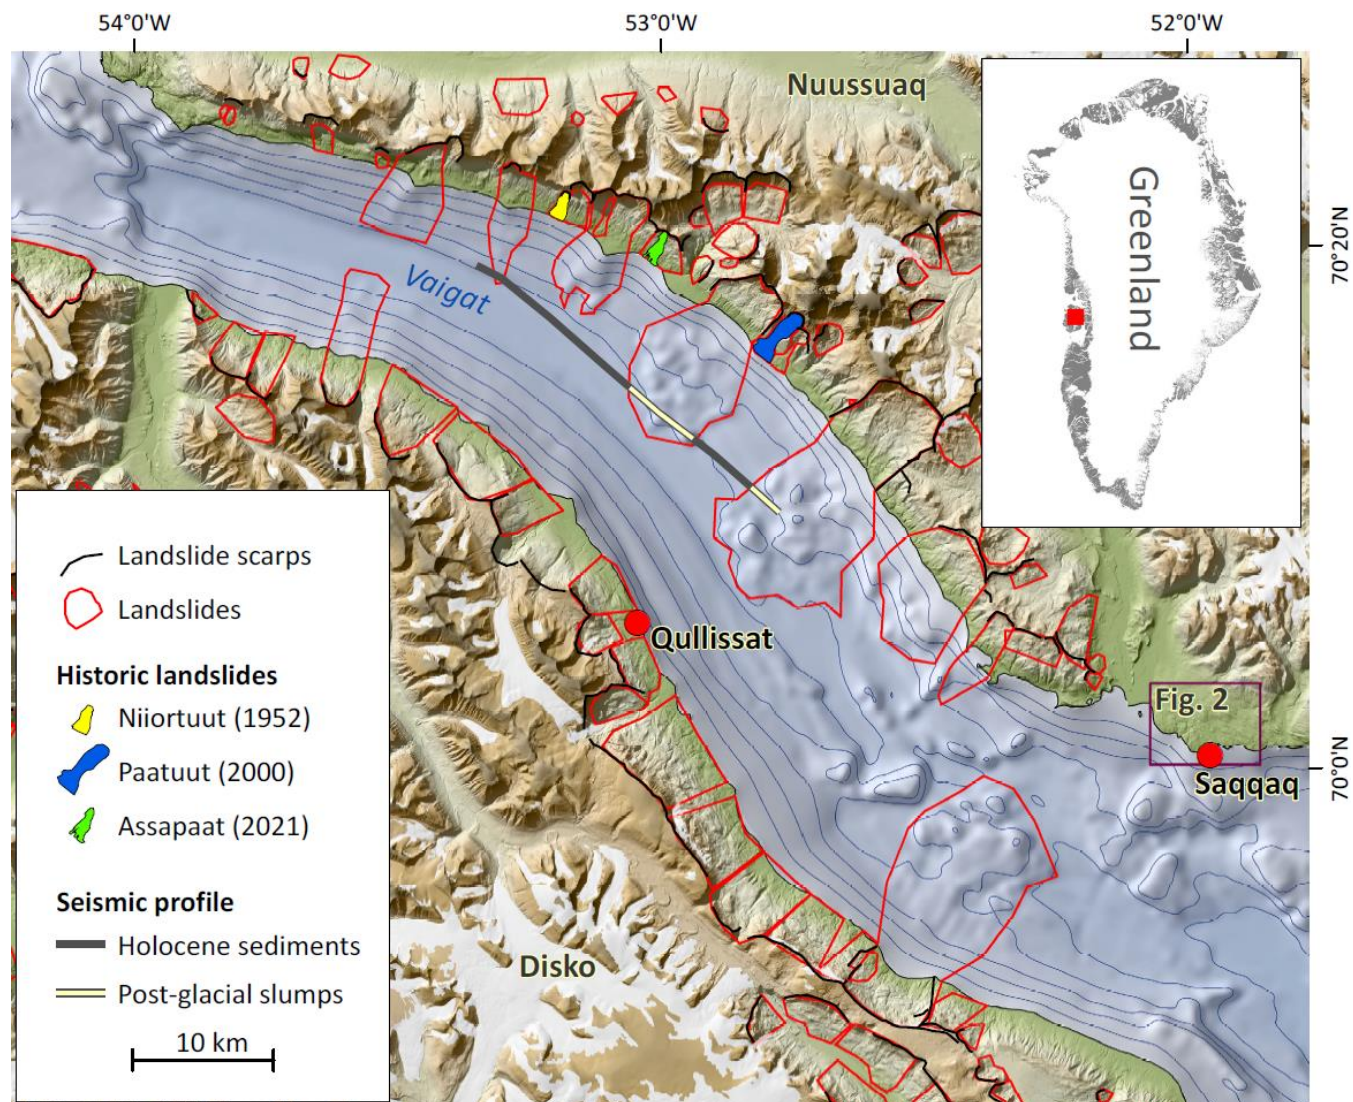 54°0'W
53°0'W
52°0'W
Nuussuaq
Greenland
70°20'N
Vaigat
Landslide scarps
Landslides
Qullissat
Historic landslides
Niiortuut (1952)
Fig. 2
Paatuut (2000)
70°0'N
Saqqaq
Assapaat (2021)
Seismic profile
Holocene sediments
Disko
Post-glacial slumps
10 km